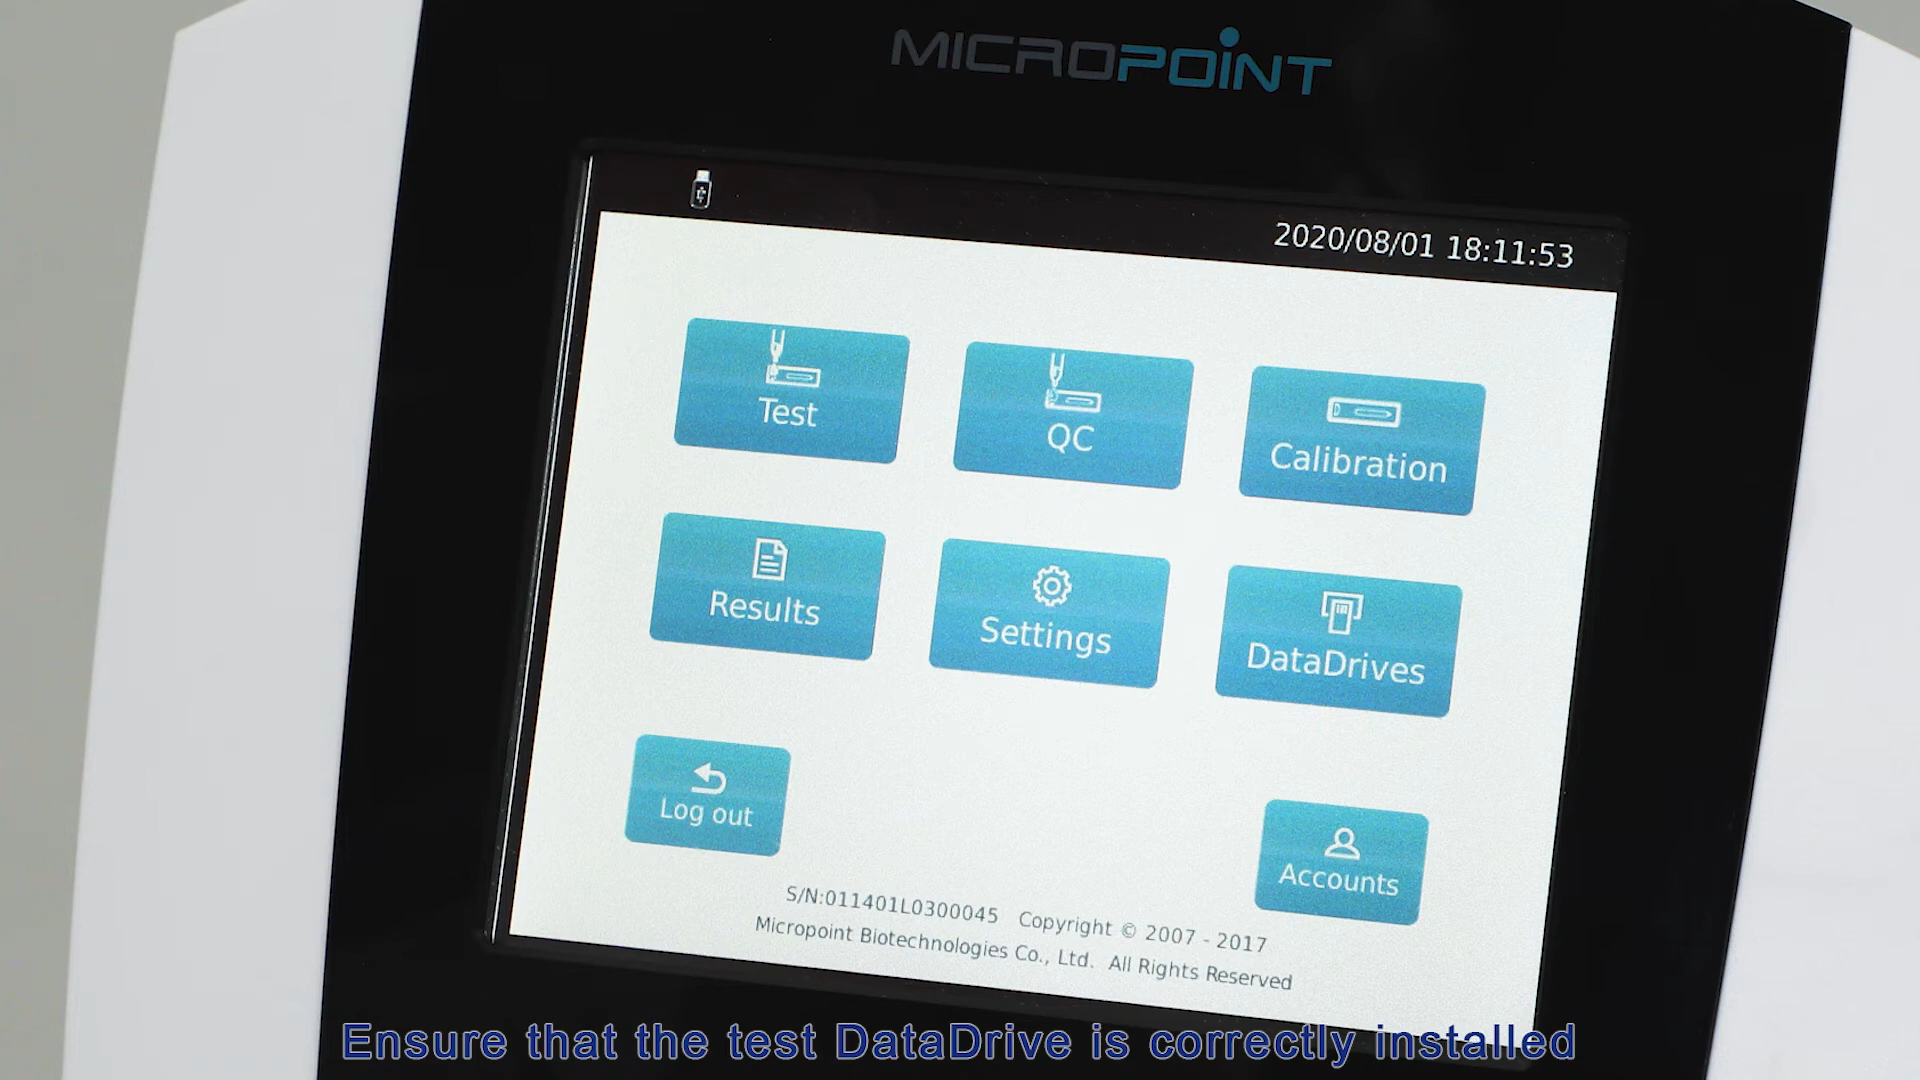 MICROPOINT
2020/08/01 18:11:53
Test
QC
Calibration
Results
Settings
DataDrives
Log out
Accounts
S/N:011401L0300045 Copyright © 2007 - 2017
Micropoint Biotechnologies Co., Ltd. All Rights Reserved
Ensure that the test DataDrive is correctly installed